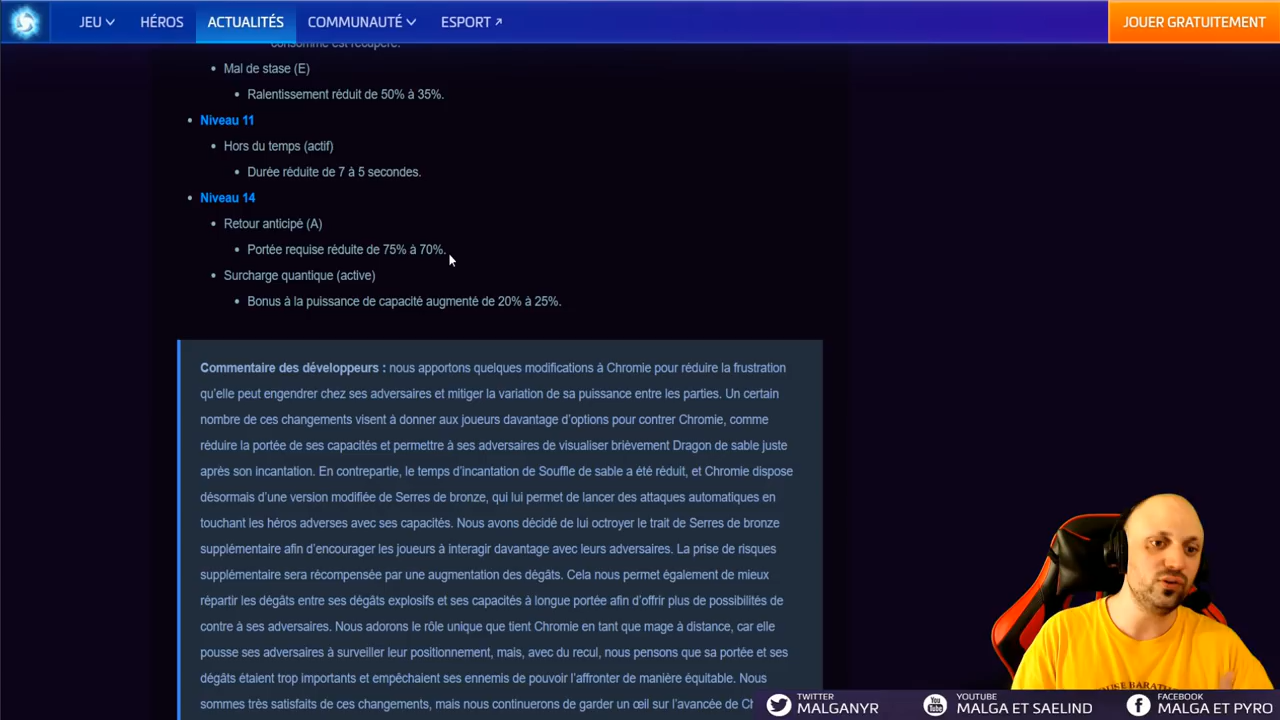 JEU HÉROS ACTUALITÉS COMMUNAUTÉ ESPORT JOUER GRATUITEMENT
consommé est récupéré.
Mal de stase (E)
Ralentissement réduit de 50% à 35%.
Niveau 11
Hors du temps (actif)
Durée réduite de 7 à 5 secondes.
Niveau 14
Retour anticipé (A)
Portée requise réduite de 75% à 70%.
Surcharge quantique (active)
Bonus à la puissance de capacité augmenté de 20% à 25%.
Commentaire des développeurs : nous apportons quelques modifications à Chromie pour réduire la frustration
qu’elle peut engendrer chez ses adversaires et mitiger la variation de sa puissance entre les parties. Un certain
nombre de ces changements visent à donner aux joueurs davantage d’options pour contrer Chromie, comme
réduire la portée de ses capacités et permettre à ses adversaires de visualiser brièvement Dragon de sable juste
après son incantation. En contrepartie, le temps d’incantation de Souffle de sable a été réduit, et Chromie dispose
désormais d’une version modifiée de Serres de bronze, qui lui permet de lancer des attaques automatiques en
touchant les héros adverses avec ses capacités. Nous avons décidé de lui octroyer le trait de Serres de bronze
supplémentaire afin d’encourager les joueurs à interagir davantage avec leurs adversaires. La prise de risques
supplémentaire sera récompensée par une augmentation des dégâts. Cela nous permet également de mieux
répartir les dégâts entre ses dégâts explosifs et ses capacités à longue portée afin d’offrir plus de possibilités de
contre à ses adversaires. Nous adorons le rôle unique que tient Chromie en tant que mage à distance, car elle
pousse ses adversaires à surveiller leur positionnement, mais, avec du recul, nous pensons que sa portée et ses
dégâts étaient trop importants et empêchaient ses ennemis de pouvoir l’affronter de manière équitable. Nous
sommes très satisfaits de ces changements, mais nous continuerons de garder un œil sur l’avancée de Ch
TWITTER
MALGANYR
YOUTUBE
MALGA ET SAELIND
FACEBOOK
MALGA ET PYRO